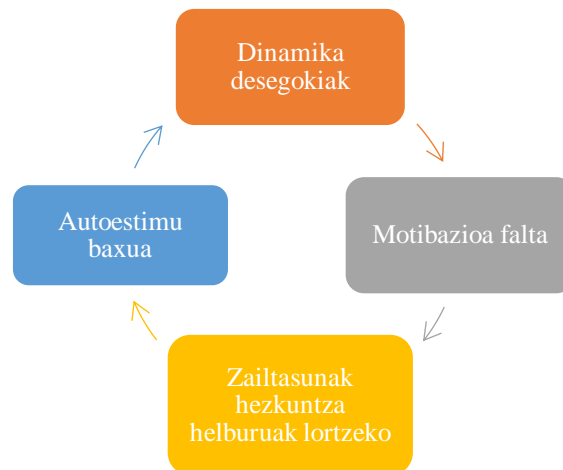 Dinamika
desegokiak
Motibazioa falta
Zailtasunak
hezkuntza
helburuak lortzeko
Autoestimu
baxua